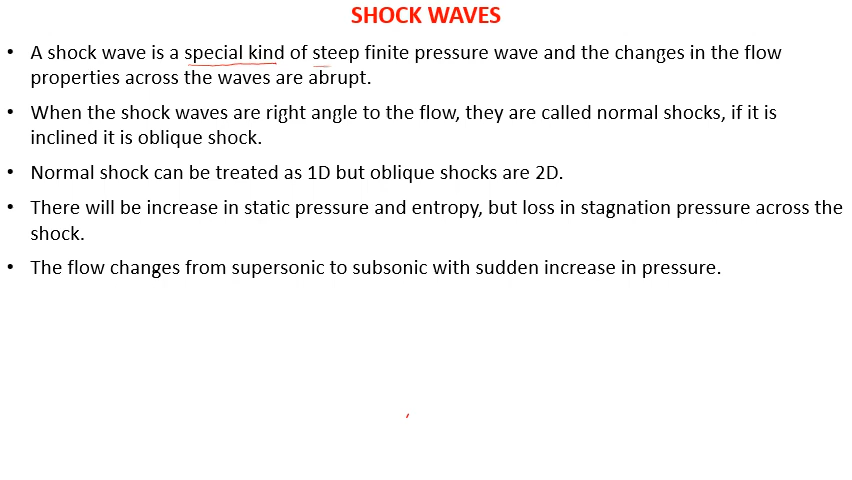 SHOCK WAVES
• A shock wave is a special kind of steep finite pressure wave and the changes in the flow
properties across the waves are abrupt.
• When the shock waves are right angle to the flow, they are called normal shocks, if it is
inclined it is oblique shock.
• Normal shock can be treated as 1D but oblique shocks are 2D.
• There will be increase in static pressure and entropy, but loss in stagnation pressure across the
shock.
• The flow changes from supersonic to subsonic with sudden increase in pressure.